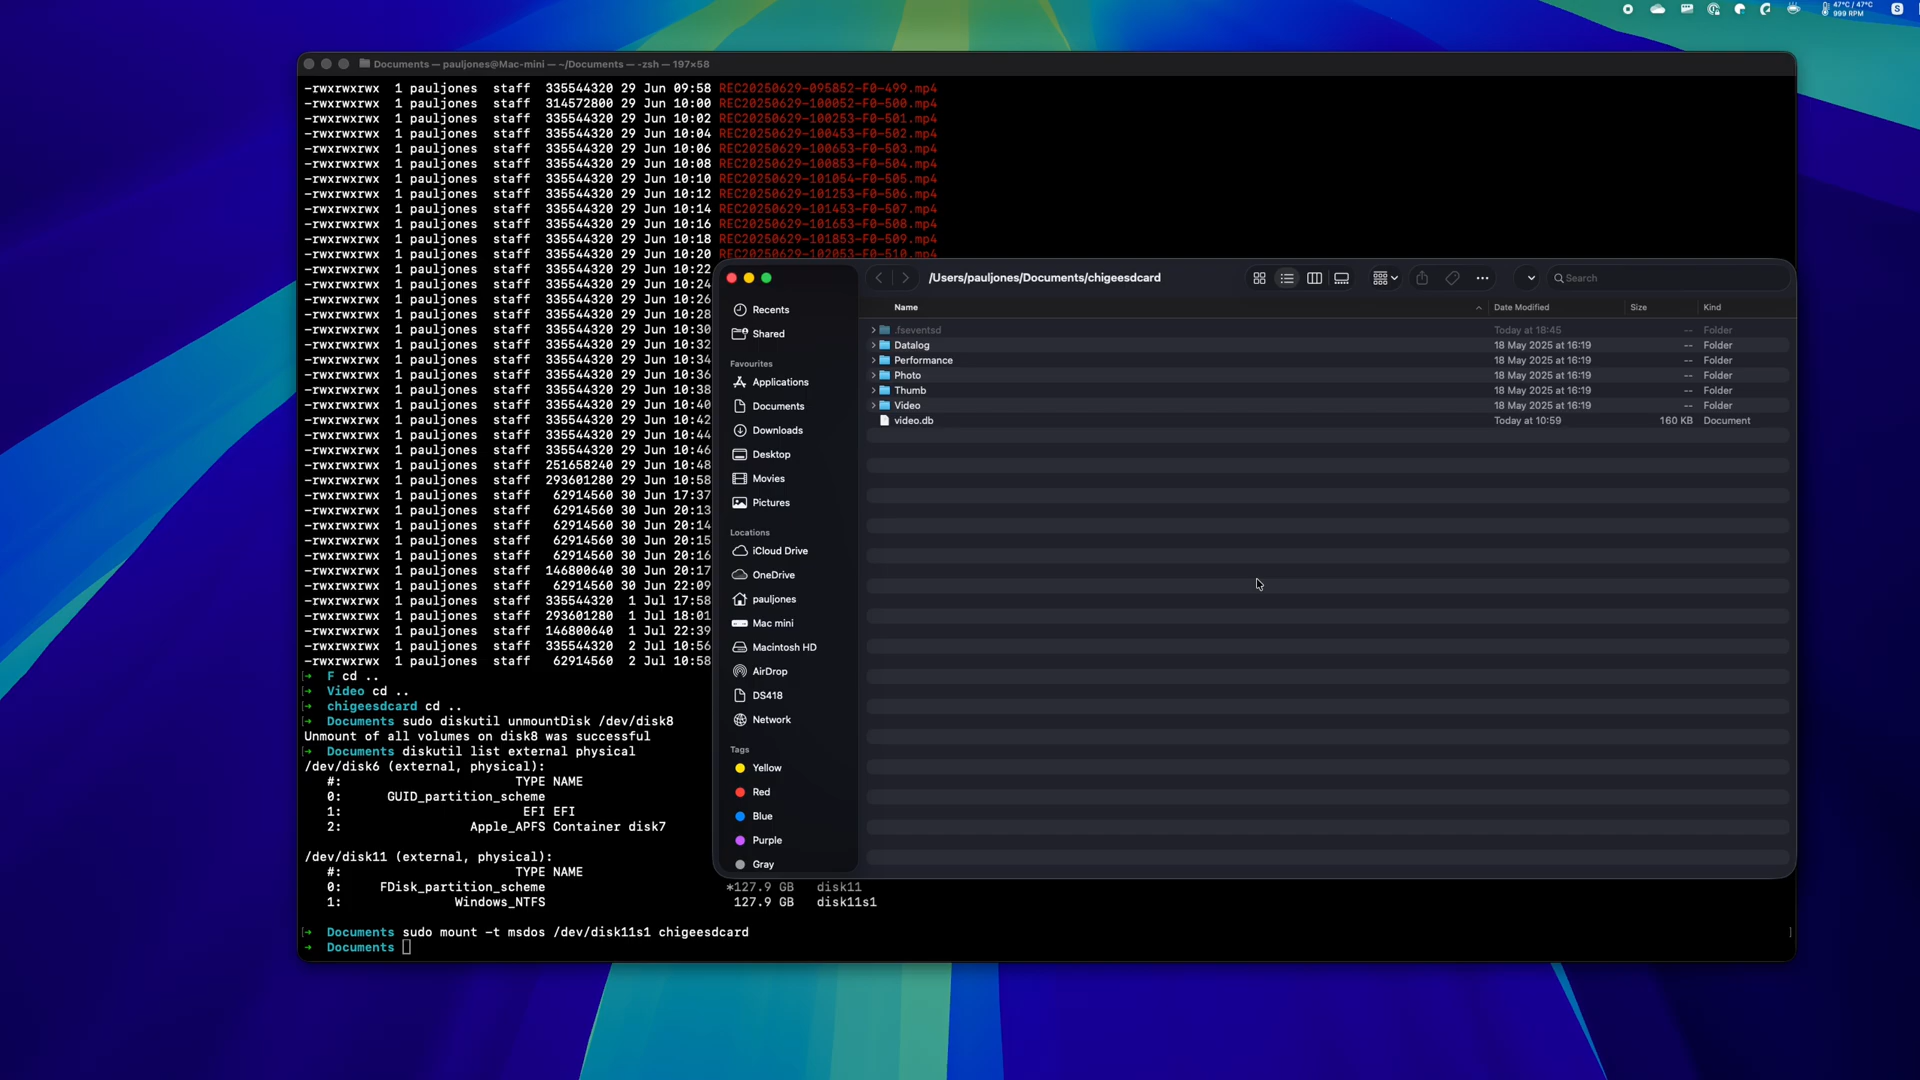 47°C / 47°C
999 RPM
Documents — pauljones@Mac-mini — ~/Documents — -zsh — 197×58
-rwxrwxrwx 1 pauljones staff 335544320 29 Jun 09:58 REC20250629-095852-F0-499.mp4
-rwxrwxrwx 1 pauljones staff 314572800 29 Jun 10:00 REC20250629-100052-F0-500.mp4
-rwxrwxrwx 1 pauljones staff 335544320 29 Jun 10:02 REC20250629-100253-F0-501.mp4
-rwxrwxrwx 1 pauljones staff 335544320 29 Jun 10:04 REC20250629-100453-F0-502.mp4
-rwxrwxrwx 1 pauljones staff 335544320 29 Jun 10:06 REC20250629-100653-F0-503.mp4
-rwxrwxrwx 1 pauljones staff 335544320 29 Jun 10:08 REC20250629-100853-F0-504.mp4
-rwxrwxrwx 1 pauljones staff 335544320 29 Jun 10:10 REC20250629-101054-F0-505.mp4
-rwxrwxrwx 1 pauljones staff 335544320 29 Jun 10:12 REC20250629-101253-F0-506.mp4
-rwxrwxrwx 1 pauljones staff 335544320 29 Jun 10:14 REC20250629-101453-F0-507.mp4
-rwxrwxrwx 1 pauljones staff 335544320 29 Jun 10:16 REC20250629-101653-F0-508.mp4
-rwxrwxrwx 1 pauljones staff 335544320 29 Jun 10:18 REC20250629-101853-F0-509.mp4
-rwxrwxrwx 1 pauljones staff 335544320 29 Jun 10:20 REC20250629-102053-F0-510.mp4
-rwxrwxrwx 1 pauljones staff 335544320 29 Jun 10:22
-rwxrwxrwx 1 pauljones staff 335544320 29 Jun 10:24
-rwxrwxrwx 1 pauljones staff 335544320 29 Jun 10:26
-rwxrwxrwx 1 pauljones staff 335544320 29 Jun 10:28
-rwxrwxrwx 1 pauljones staff 335544320 29 Jun 10:30
-rwxrwxrwx 1 pauljones staff 335544320 29 Jun 10:32
-rwxrwxrwx 1 pauljones staff 335544320 29 Jun 10:34
-rwxrwxrwx 1 pauljones staff 335544320 29 Jun 10:36
-rwxrwxrwx 1 pauljones staff 335544320 29 Jun 10:38
-rwxrwxrwx 1 pauljones staff 335544320 29 Jun 10:40
-rwxrwxrwx 1 pauljones staff 335544320 29 Jun 10:42
-rwxrwxrwx 1 pauljones staff 335544320 29 Jun 10:44
-rwxrwxrwx 1 pauljones staff 335544320 29 Jun 10:46
-rwxrwxrwx 1 pauljones staff 251658240 29 Jun 10:48
-rwxrwxrwx 1 pauljones staff 293601280 29 Jun 10:58
-rwxrwxrwx 1 pauljones staff 62914560 30 Jun 17:37
-rwxrwxrwx 1 pauljones staff 62914560 30 Jun 20:13
-rwxrwxrwx 1 pauljones staff 62914560 30 Jun 20:14
-rwxrwxrwx 1 pauljones staff 62914560 30 Jun 20:15
-rwxrwxrwx 1 pauljones staff 62914560 30 Jun 20:16
-rwxrwxrwx 1 pauljones staff 146800640 30 Jun 20:17
-rwxrwxrwx 1 pauljones staff 62914560 30 Jun 22:09
-rwxrwxrwx 1 pauljones staff 335544320 1 Jul 17:58
-rwxrwxrwx 1 pauljones staff 293601280 1 Jul 18:01
-rwxrwxrwx 1 pauljones staff 146800640 1 Jul 22:39
-rwxrwxrwx 1 pauljones staff 335544320 2 Jul 10:56
-rwxrwxrwx 1 pauljones staff 62914560 2 Jul 10:58
[→ F cd ..
[→ Video cd ..
[→ chigeesdcard cd ..
[→ Documents sudo diskutil unmountDisk /dev/disk8
Unmount of all volumes on disk8 was successful
[→ Documents diskutil list external physical
/dev/disk6 (external, physical):
#: TYPE NAME
0: GUID_partition_scheme
1: EFI EFI
2: Apple_APFS Container disk7
/dev/disk11 (external, physical):
#: TYPE NAME
0: FDisk_partition_scheme *127.9 GB disk11
1: Windows_NTFS 127.9 GB disk11s1
[→ Documents sudo mount -t msdos /dev/disk11s1 chigeesdcard ]
→ Documents
/Users/pauljones/Documents/chigeesdcard
Search
Recents
Shared
Favourites
Applications
Documents
Downloads
Desktop
Movies
Pictures
Locations
iCloud Drive
OneDrive
pauljones
Mac mini
Macintosh HD
AirDrop
DS418
Network
Tags
Yellow
Red
Blue
Purple
Gray
Name Date Modified Size Kind
.fseventsd Today at 18:45 -- Folder
Datalog 18 May 2025 at 16:19 -- Folder
Performance 18 May 2025 at 16:19 -- Folder
Photo 18 May 2025 at 16:19 -- Folder
Thumb 18 May 2025 at 16:19 -- Folder
Video 18 May 2025 at 16:19 -- Folder
video.db Today at 10:59 160 KB Document